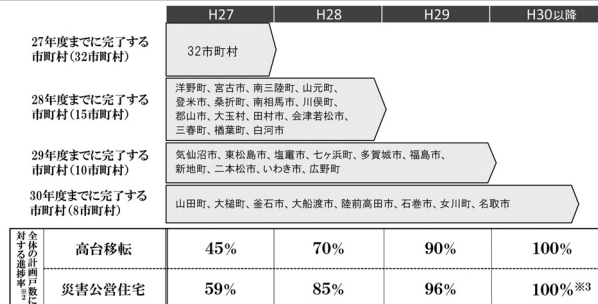 H27 H28 H29 H30以降
27年度までに完了する
市町村（32市町村）
32市町村
28年度までに完了する
市町村（15市町村）
洋野町、宮古市、南三陸町、山元町、
登米市、桑折町、南相馬市、川俣町、
郡山市、大玉村、田村市、会津若松市、
三春町、楢葉町、白河市
29年度までに完了する
市町村（10市町村）
気仙沼市、東松島市、塩竈市、七ヶ浜町、多賀城市、福島市、
新地町、二本松市、いわき市、広野町
30年度までに完了する
市町村（8市町村）
山田町、大槌町、釜石市、大船渡市、陸前高田市、石巻市、女川町、名取市
全体の計画戸数に
対する進捗率※2
高台移転 45% 70% 90% 100%
災害公営住宅 59% 85% 96% 100%※3